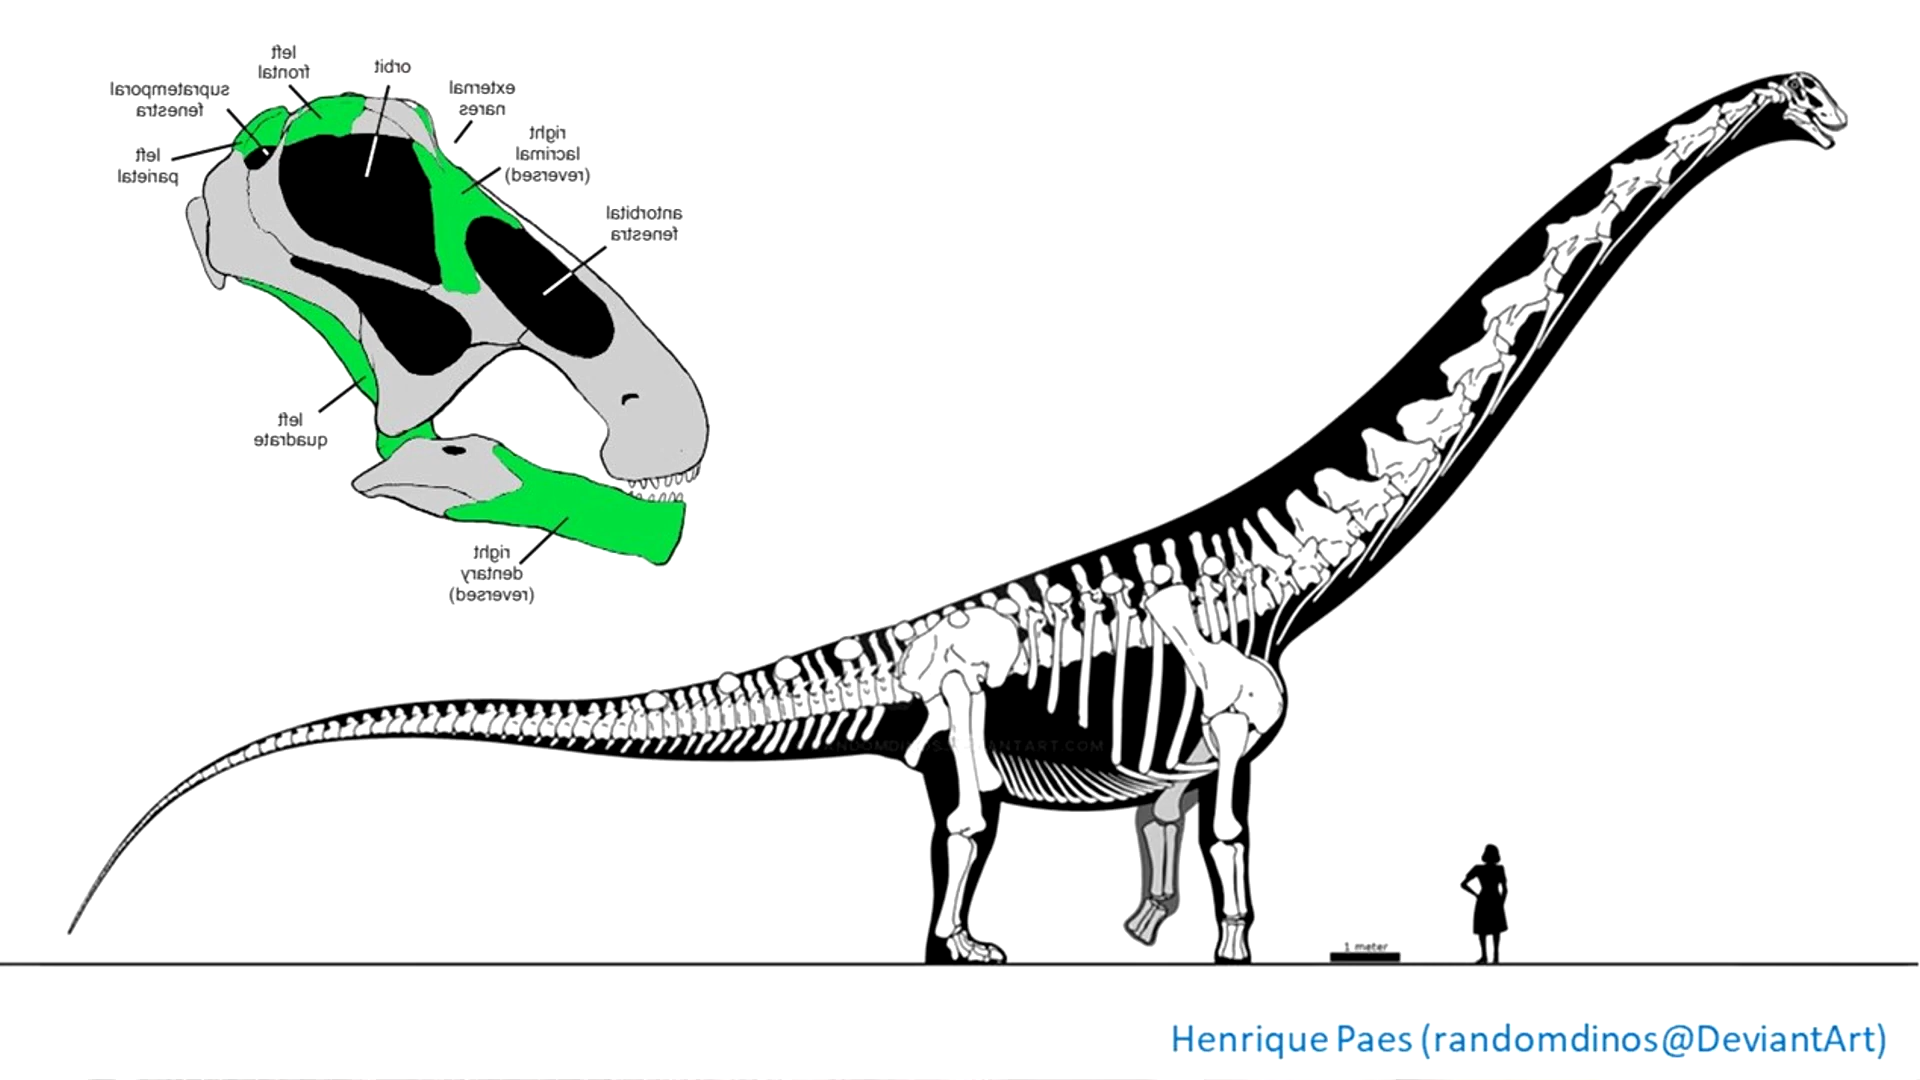 left
frontal
orbit
supratemporal
fenestra
external
nares
right
lacrimal
(reversed)
left
parietal
antorbital
fenestra
left
quadrate
right
dentary
(reversed)
1 meter
Henrique Paes (randomdinos@DeviantArt)